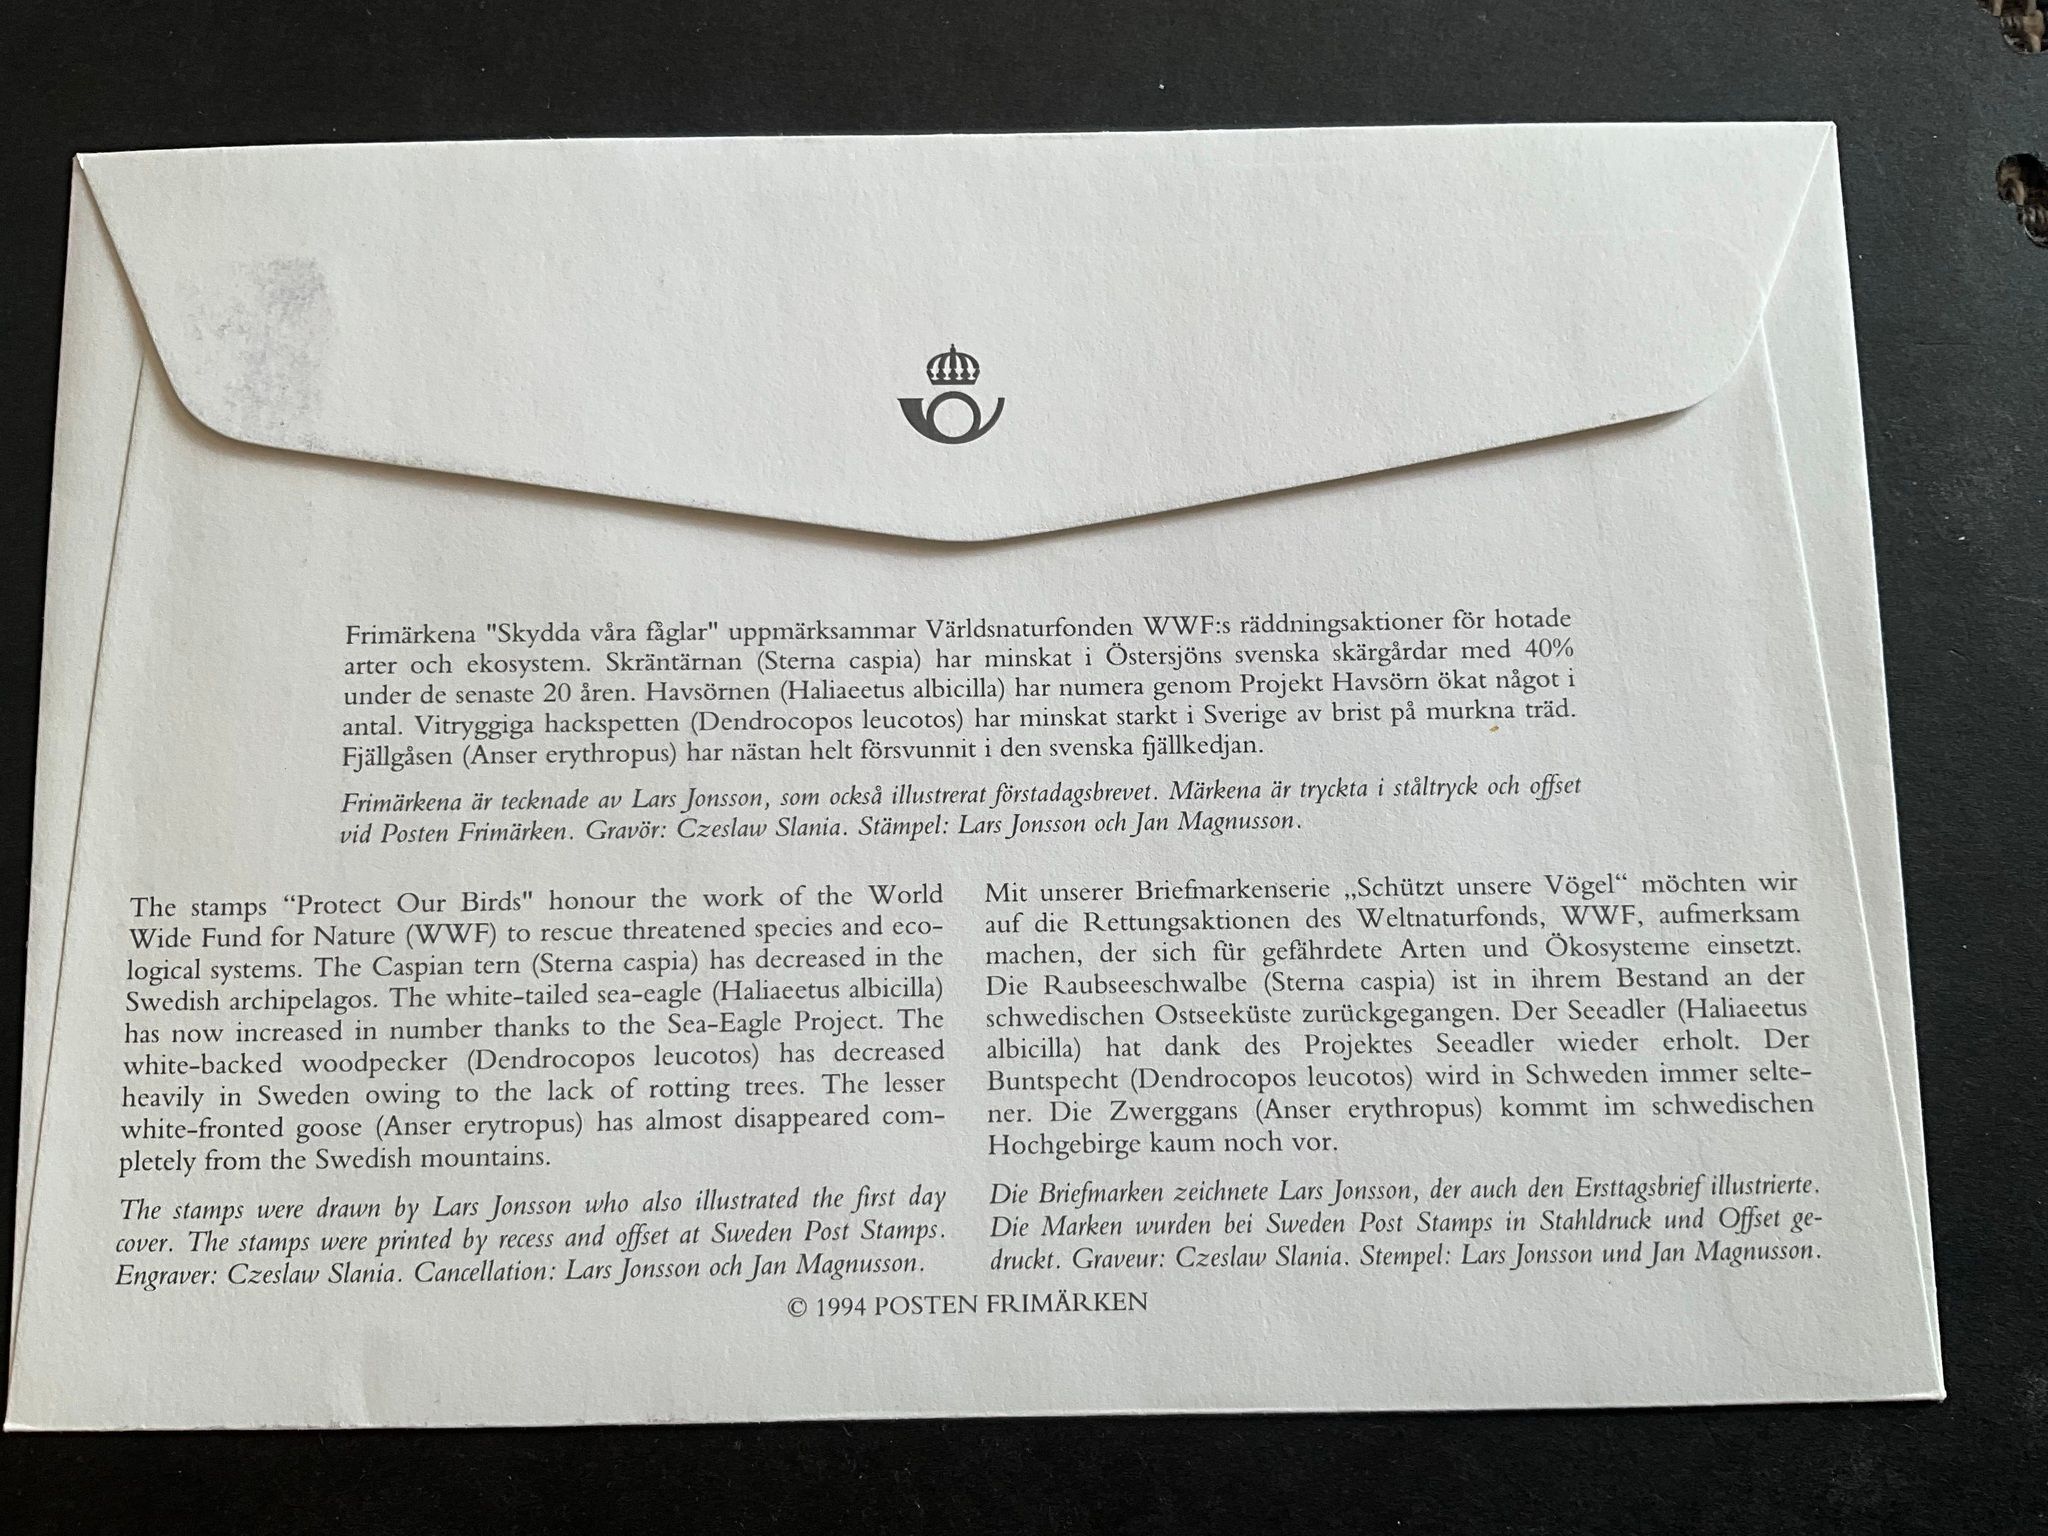 Frimärkena "Skydda våra fåglar" uppmärksammar Världsnaturfonden WWF:s räddningsaktioner för hotade
arter och ekosystem. Skräntärnan (Sterna caspia) har minskat i Östersjöns svenska skärgårdar med 40%
under de senaste 20 åren. Havsörnen (Haliaeetus albicilla) har numera genom Projekt Havsörn ökat något i
antal. Vitryggiga hackspetten (Dendrocopos leucotos) har minskat starkt i Sverige av brist på murkna träd.
Fjällgåsen (Anser erythropus) har nästan helt försvunnit i den svenska fjällkedjan.
Frimärkena är tecknade av Lars Jonsson, som också illustrerat förstadagsbrevet. Märkena är tryckta i ståltryck och offset
vid Posten Frimärken. Gravör: Czeslaw Slania. Stämpel: Lars Jonsson och Jan Magnusson.
The stamps “Protect Our Birds" honour the work of the World
Wide Fund for Nature (WWF) to rescue threatened species and eco-
logical systems. The Caspian tern (Sterna caspia) has decreased in the
Swedish archipelagos. The white-tailed sea-eagle (Haliaeetus albicilla)
has now increased in number thanks to the Sea-Eagle Project. The
white-backed woodpecker (Dendrocopos leucotos) has decreased
heavily in Sweden owing to the lack of rotting trees. The lesser
white-fronted goose (Anser erytropus) has almost disappeared com-
pletely from the Swedish mountains.
The stamps were drawn by Lars Jonsson who also illustrated the first day
cover. The stamps were printed by recess and offset at Sweden Post Stamps.
Engraver: Czeslaw Slania. Cancellation: Lars Jonsson och Jan Magnusson.
Mit unserer Briefmarkenserie „Schützt unsere Vögel“ möchten wir
auf die Rettungsaktionen des Weltnaturfonds, WWF, aufmerksam
machen, der sich für gefährdete Arten und Ökosysteme einsetzt.
Die Raubseeschwalbe (Sterna caspia) ist in ihrem Bestand an der
schwedischen Ostseeküste zurückgegangen. Der Seeadler (Haliaeetus
albicilla) hat dank des Projektes Seeadler wieder erholt. Der
Buntspecht (Dendrocopos leucotos) wird in Schweden immer selte-
ner. Die Zwerggans (Anser erythropus) kommt im schwedischen
Hochgebirge kaum noch vor.
Die Briefmarken zeichnete Lars Jonsson, der auch den Ersttagsbrief illustrierte.
Die Marken wurden bei Sweden Post Stamps in Stahldruck und Offset ge-
druckt. Graveur: Czeslaw Slania. Stempel: Lars Jonsson und Jan Magnusson.
© 1994 POSTEN FRIMÄRKEN